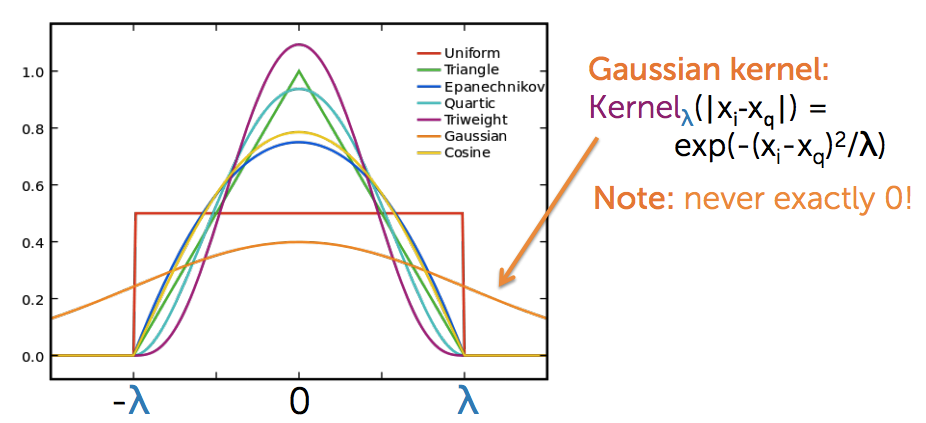 1.0
0.8
0.6
0.4
0.2
0.0
Uniform
Triangle
Epanechnikov
Quartic
Triweight
Gaussian
Cosine
-λ
0
λ
Gaussian kernel:
Kernelλ(|xi-xq|) =
exp(-(xi-xq)²/λ)
Note: never exactly 0!